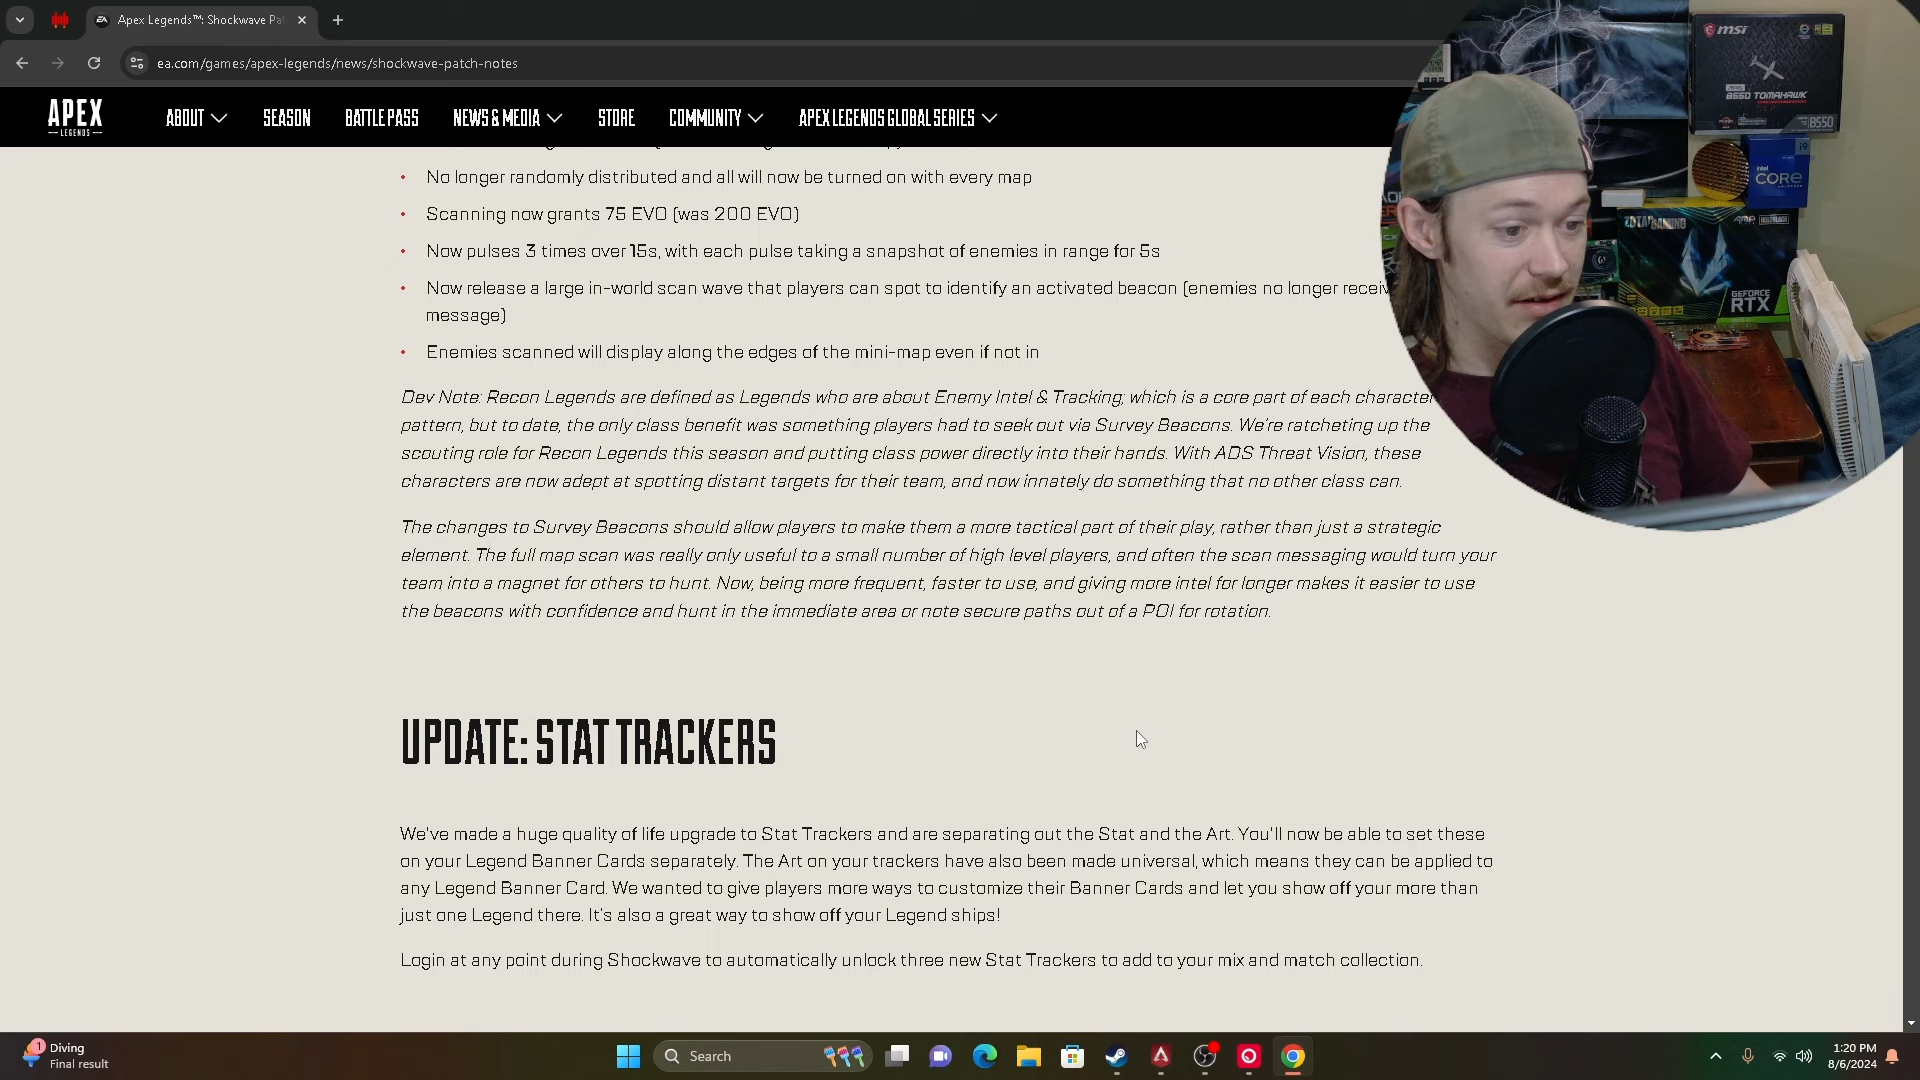 Apex Legends™: Shockwave Pat
ea.com/games/apex-legends/news/shockwave-patch-notes
APEX
LEGENDS
ABOUT SEASON BATTLE PASS NEWS & MEDIA STORE COMMUNITY APEX LEGENDS GLOBAL SERIES
No longer randomly distributed and all will now be turned on with every map
Scanning now grants 75 EVO (was 200 EVO)
Now pulses 3 times over 15s, with each pulse taking a snapshot of enemies in range for 5s
Now release a large in-world scan wave that players can spot to identify an activated beacon (enemies no longer receiv
message)
Enemies scanned will display along the edges of the mini-map even if not in
Dev Note: Recon Legends are defined as Legends who are about Enemy Intel & Tracking, which is a core part of each character
pattern, but to date, the only class benefit was something players had to seek out via Survey Beacons. We're ratcheting up the
scouting role for Recon Legends this season and putting class power directly into their hands. With ADS Threat Vision, these
characters are now adept at spotting distant targets for their team, and now innately do something that no other class can.
The changes to Survey Beacons should allow players to make them a more tactical part of their play, rather than just a strategic
element. The full map scan was really only useful to a small number of high level players, and often the scan messaging would turn your
team into a magnet for others to hunt. Now, being more frequent, faster to use, and giving more intel for longer makes it easier to use
the beacons with confidence and hunt in the immediate area or note secure paths out of a POI for rotation.
UPDATE: STAT TRACKERS
We've made a huge quality of life upgrade to Stat Trackers and are separating out the Stat and the Art. You'll now be able to set these
on your Legend Banner Cards separately. The Art on your trackers have also been made universal, which means they can be applied to
any Legend Banner Card. We wanted to give players more ways to customize their Banner Cards and let you show off your more than
just one Legend there. It's also a great way to show off your Legend ships!
Login at any point during Shockwave to automatically unlock three new Stat Trackers to add to your mix and match collection.
msi
B550 TOMAHAWK
B550
intel
CORE
i9
ZOTAC GAMING
GEFORCE
RTX
1
Diving
Final result
Search
1:20 PM
8/6/2024